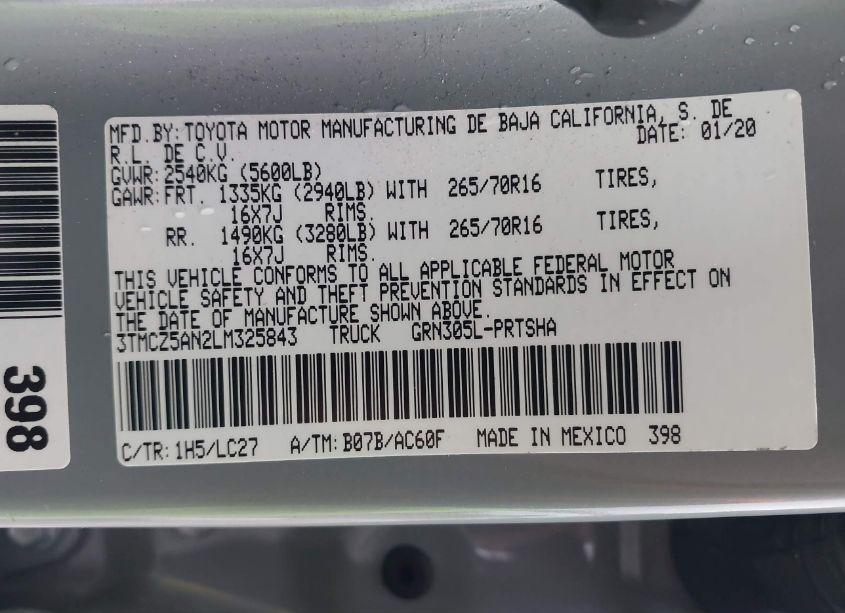 MFD.BY:TOYOTA MOTOR MANUFACTURING DE BAJA CALIFORNIA, S. DE
R.L. DE C.V. DATE: 01/20
GVWR:2540KG (5600LB)
GAWR:FRT. 1335KG (2940LB) WITH 265/70R16 TIRES,
16X7J RIMS.
RR. 1490KG (3280LB) WITH 265/70R16 TIRES,
16X7J RIMS.
THIS VEHICLE CONFORMS TO ALL APPLICABLE FEDERAL MOTOR
VEHICLE SAFETY AND THEFT PREVENTION STANDARDS IN EFFECT ON
THE DATE OF MANUFACTURE SHOWN ABOVE.
3TMCZ5AN2LM325843 TRUCK GRN305L-PRTSHA
C/TR:1H5/LC27 A/TM:B07B/AC60F MADE IN MEXICO 398
398